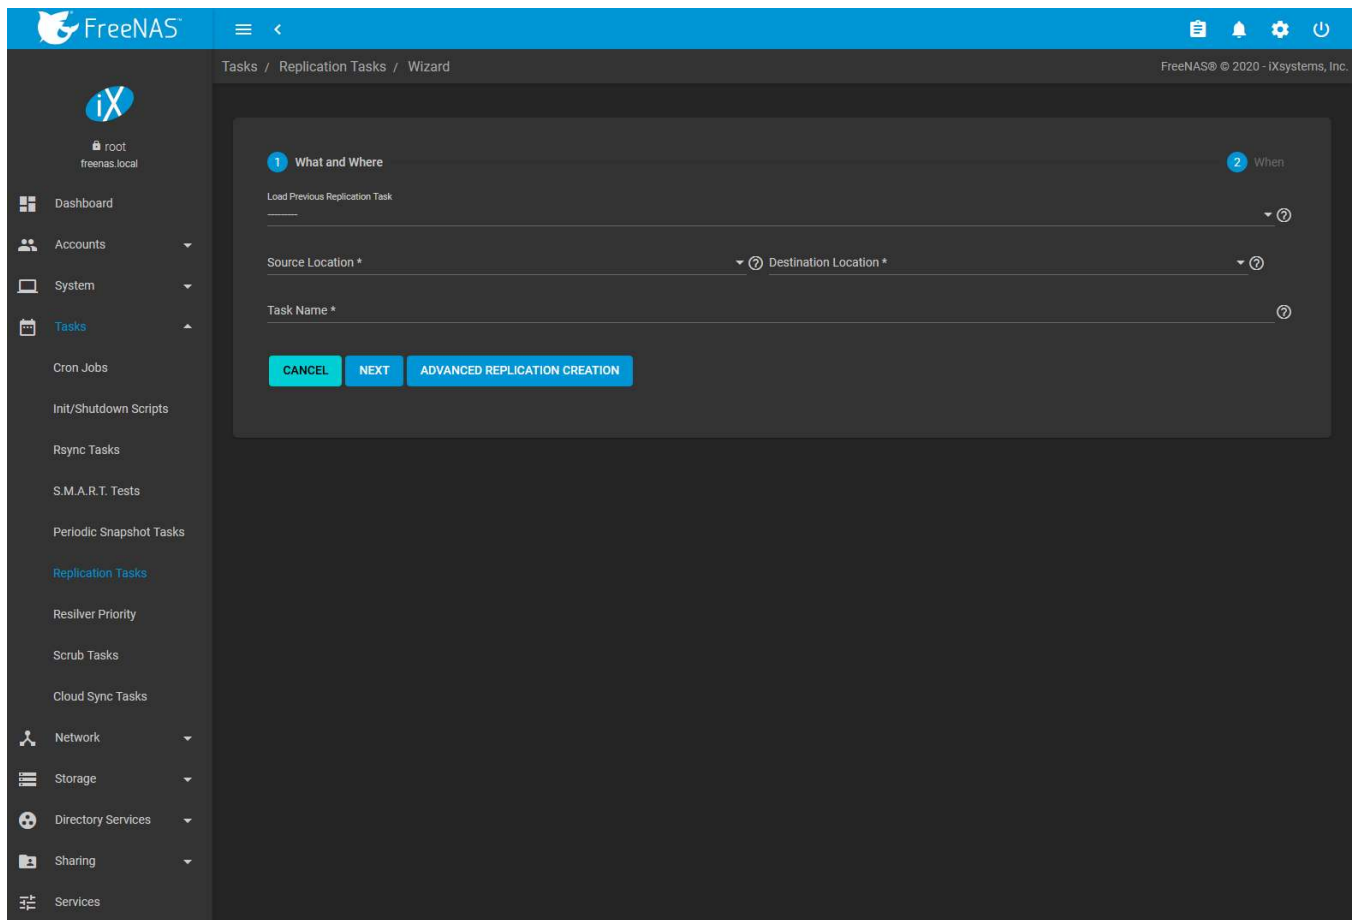 FreeNAS
Tasks / Replication Tasks / Wizard
FreeNAS® © 2020 - iXsystems, Inc.
iX
root
freenas.local
Dashboard
Accounts
System
Tasks
Cron Jobs
Init/Shutdown Scripts
Rsync Tasks
S.M.A.R.T. Tests
Periodic Snapshot Tasks
Replication Tasks
Resilver Priority
Scrub Tasks
Cloud Sync Tasks
Network
Storage
Directory Services
Sharing
Services
1 What and Where
2 When
Load Previous Replication Task
---------
Source Location *
Destination Location *
Task Name *
CANCEL NEXT ADVANCED REPLICATION CREATION